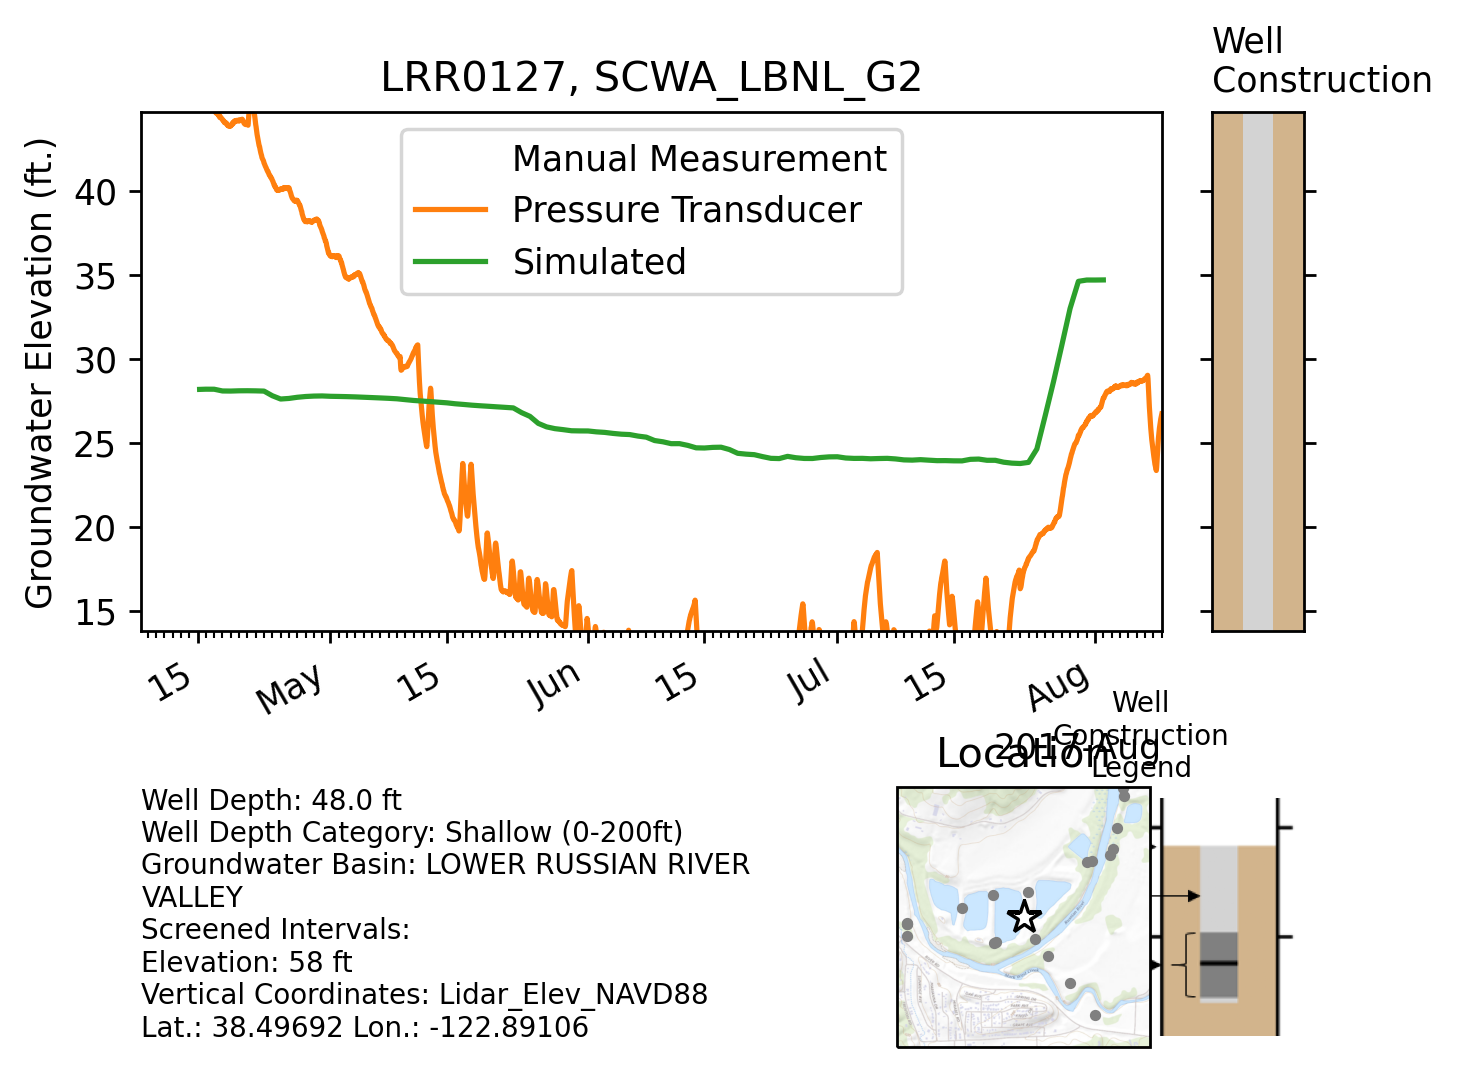 Well
Construction
LRR0127, SCWA_LBNL_G2
Groundwater Elevation (ft.)
40
35
30
25
20
15
Manual Measurement
Pressure Transducer
Simulated
15
May
15
Jun
15
Jul
15
Aug
2017-Aug
Location
Well
Construction
Legend
Well Depth: 48.0 ft
Well Depth Category: Shallow (0-200ft)
Groundwater Basin: LOWER RUSSIAN RIVER
VALLEY
Screened Intervals:
Elevation: 58 ft
Vertical Coordinates: Lidar_Elev_NAVD88
Lat.: 38.49692 Lon.: -122.89106